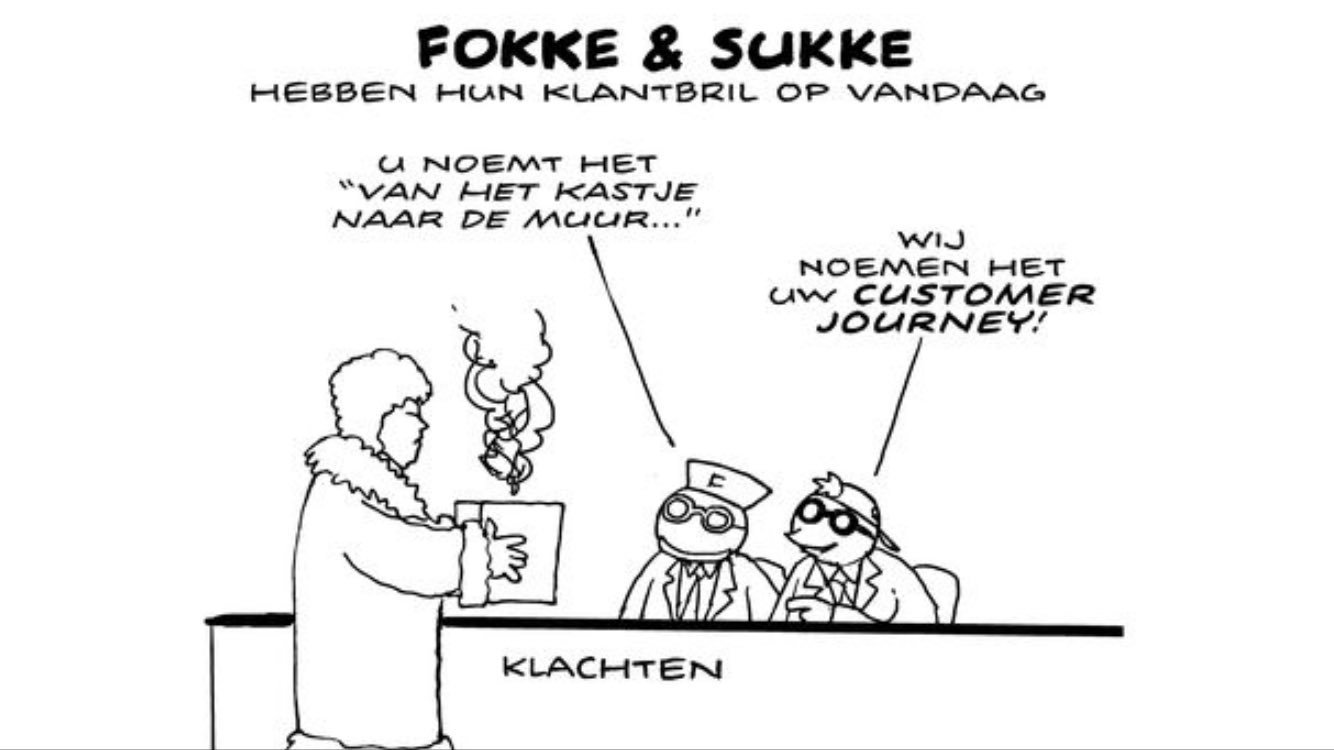 FOKKE & SUKKE
HEBBEN HUN KLANTBRIL OP VANDAAG
U NOEMT HET
"VAN HET KASTJE
NAAR DE MUUR..."
WIJ
NOEMEN HET
UW CUSTOMER
JOURNEY!
F
KLACHTEN